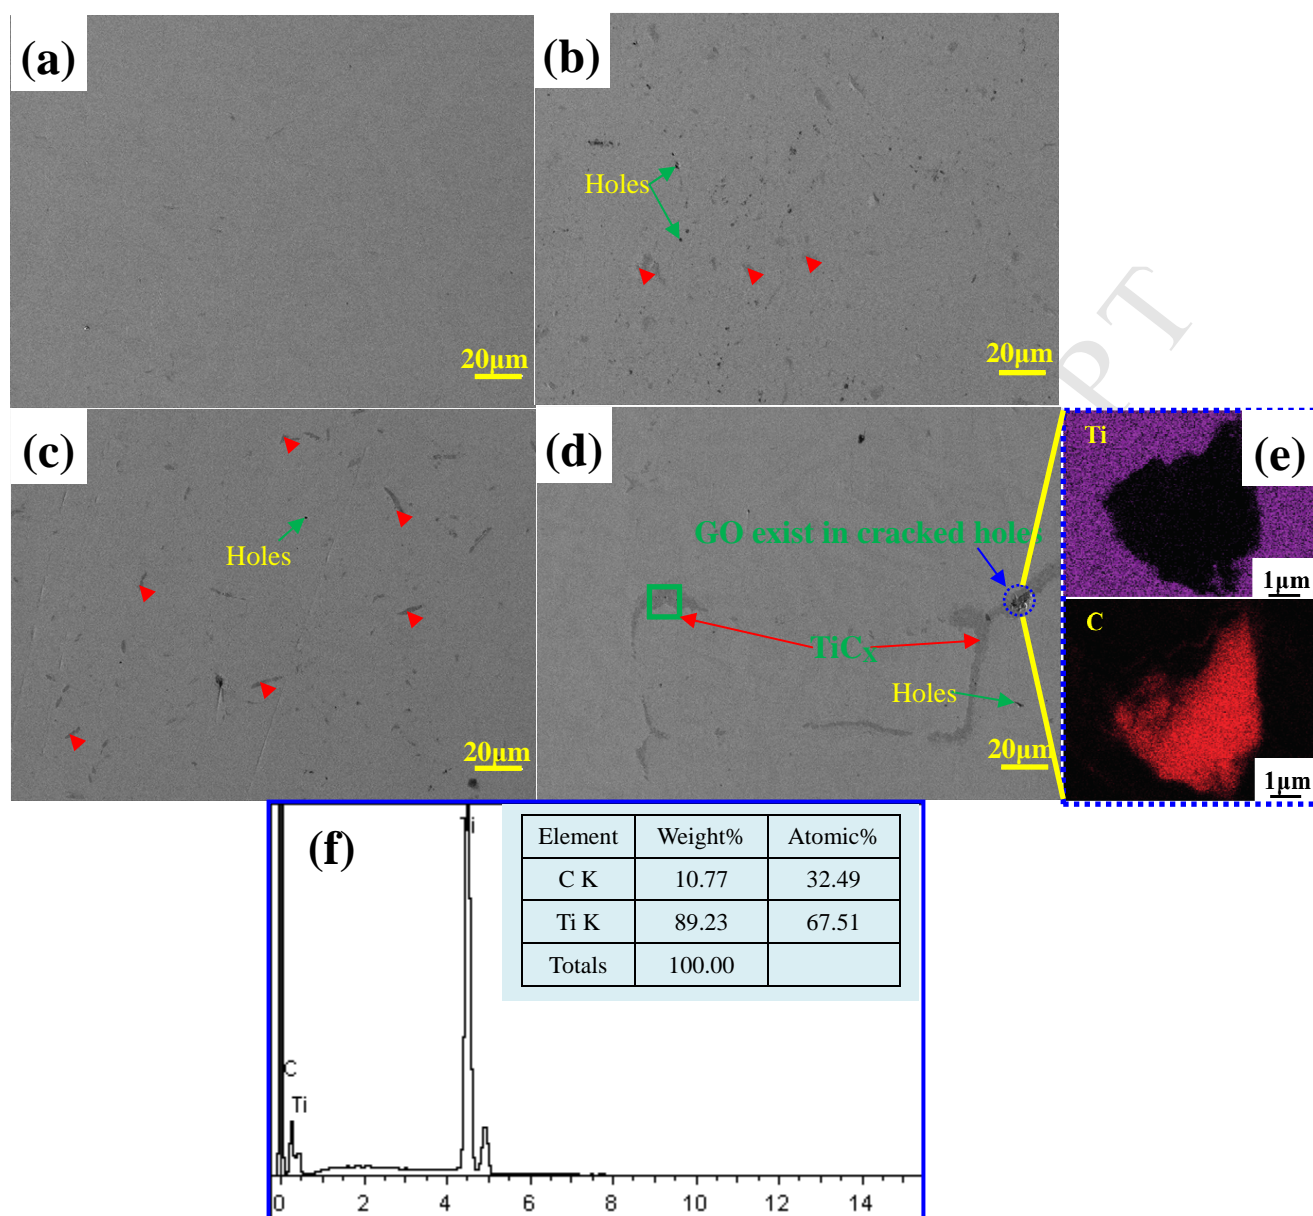 (a)
20μm
(b)
Holes
20μm
(c)
Holes
20μm
(d)
GO exist in cracked holes
TiCx
Holes
20μm
PT
(e)
Ti
1μm
C
1μm
(f)
Ti
C
Ti
Element Weight% Atomic%
C K 10.77 32.49
Ti K 89.23 67.51
Totals 100.00
0 2 4 6 8 10 12 14